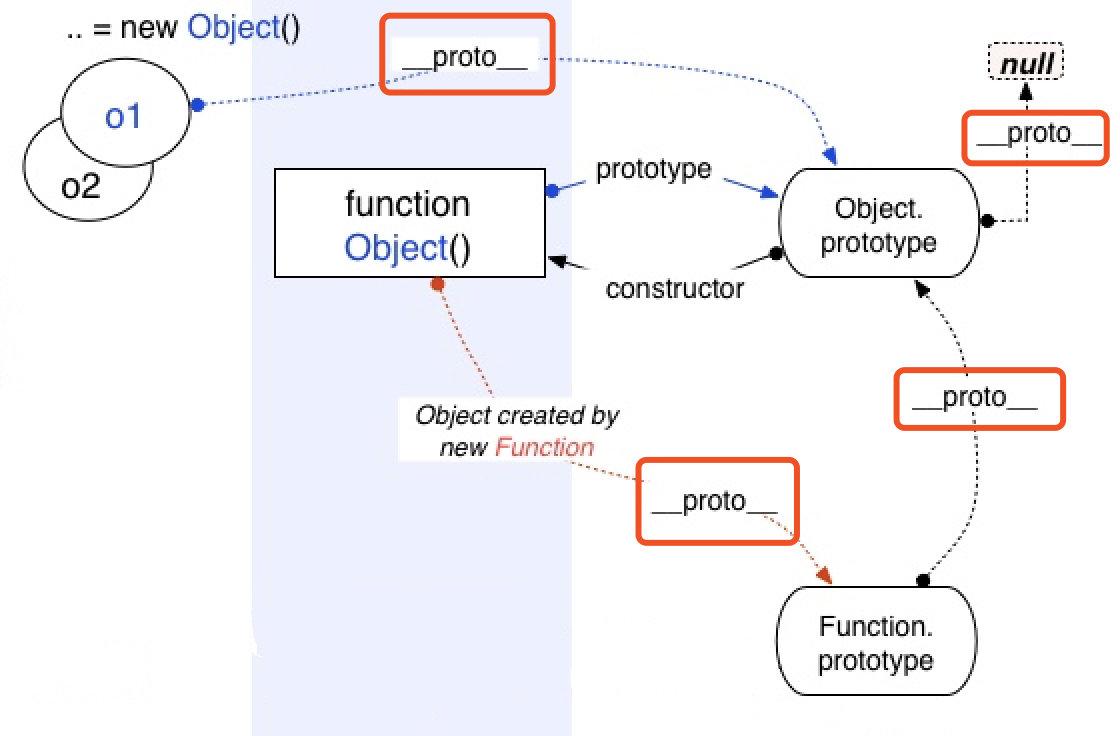 .. = new Object()
__proto__
null
o1
__proto__
o2
prototype
function
Object()
Object.
prototype
constructor
__proto__
Object created by
new Function
__proto__
Function.
prototype